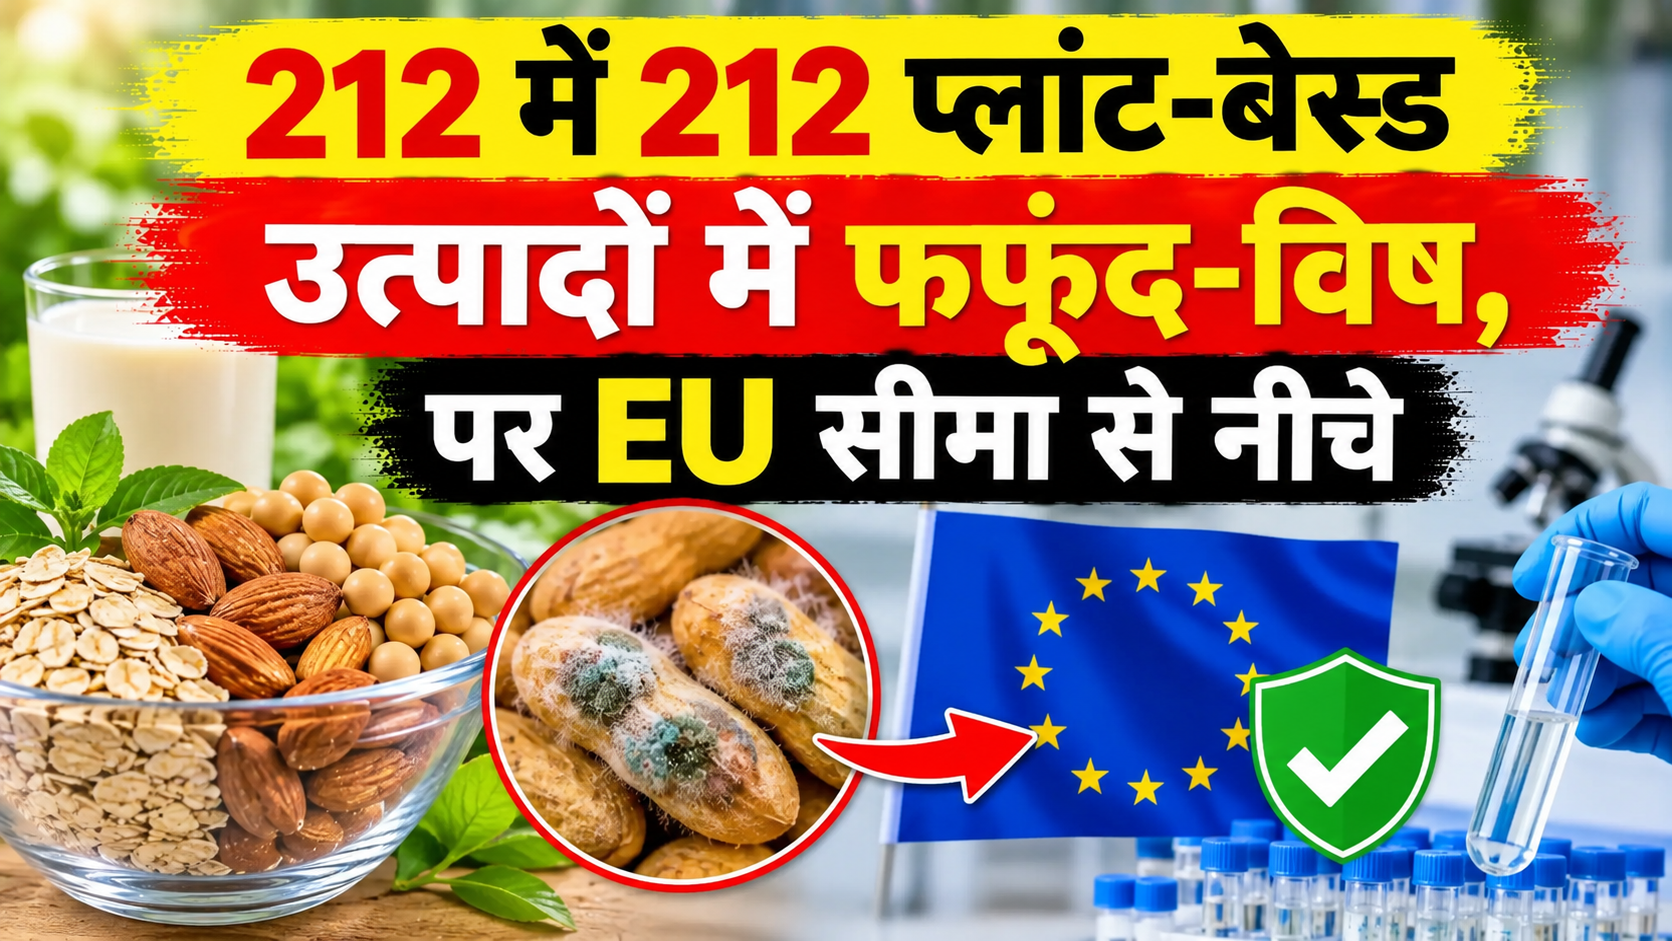 212 में 212 प्लांट-बेस्ड
उत्पादों में फफूंद-विष,
पर EU सीमा से नीचे